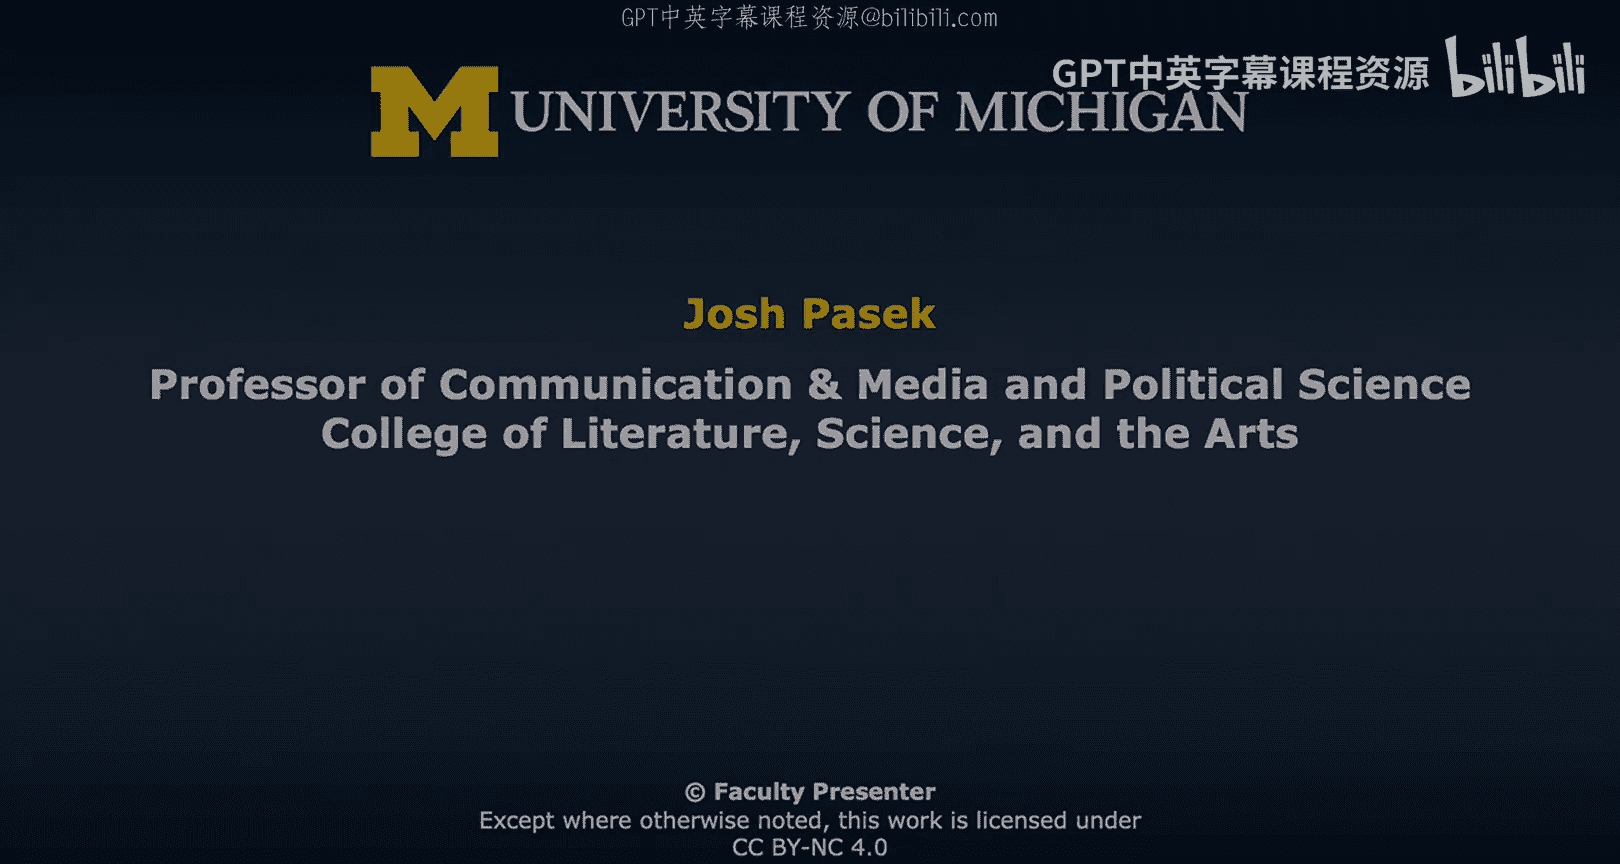 GPT中英字幕课程资源@bilibili.com
GPT中英字幕课程资源 bilibili
M UNIVERSITY OF MICHIGAN
Josh Pasek
Professor of Communication & Media and Political Science
College of Literature, Science, and the Arts
© Faculty Presenter
Except where otherwise noted, this work is licensed under
CC BY-NC 4.0